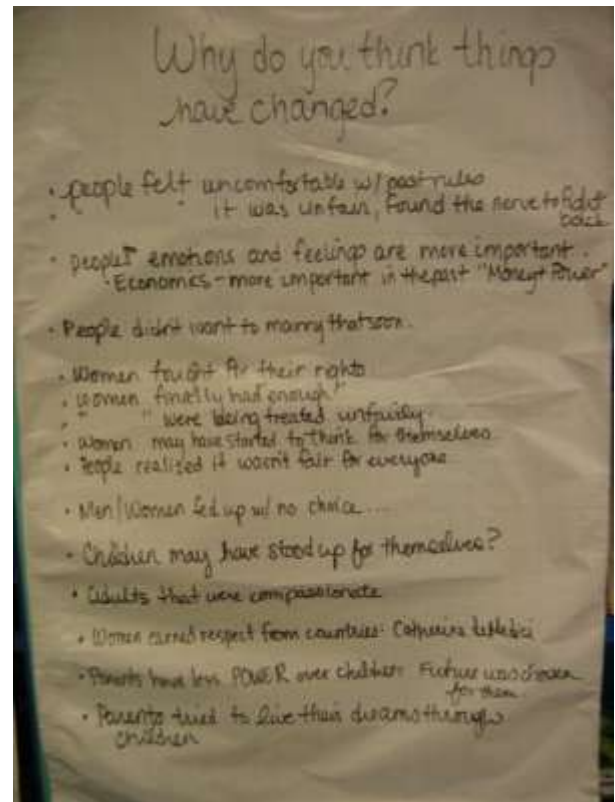 Why do you think things
have changed?
• people felt uncomfortable w/ past rules
it was unfair, found the nerve to fight
back
• people emotions and feelings are more important.
• Economics - more important in the past "Money + Power"
• People didn't want to marry that soon.
• Women fought for their rights
• women finally had enough!"
• " " were being treated unfairly.
• Women may have started to think for themselves
• People realized it wasn't fair for everyone
• Men/Women fed up w/ no choice....
• Children may have stood up for themselves?
• Adults that were compassionate
• Women earned respect from countries- Catherine
• Parents have less POWER over children Future was chosen
for them.
• Parents tried to live their dreams through
children